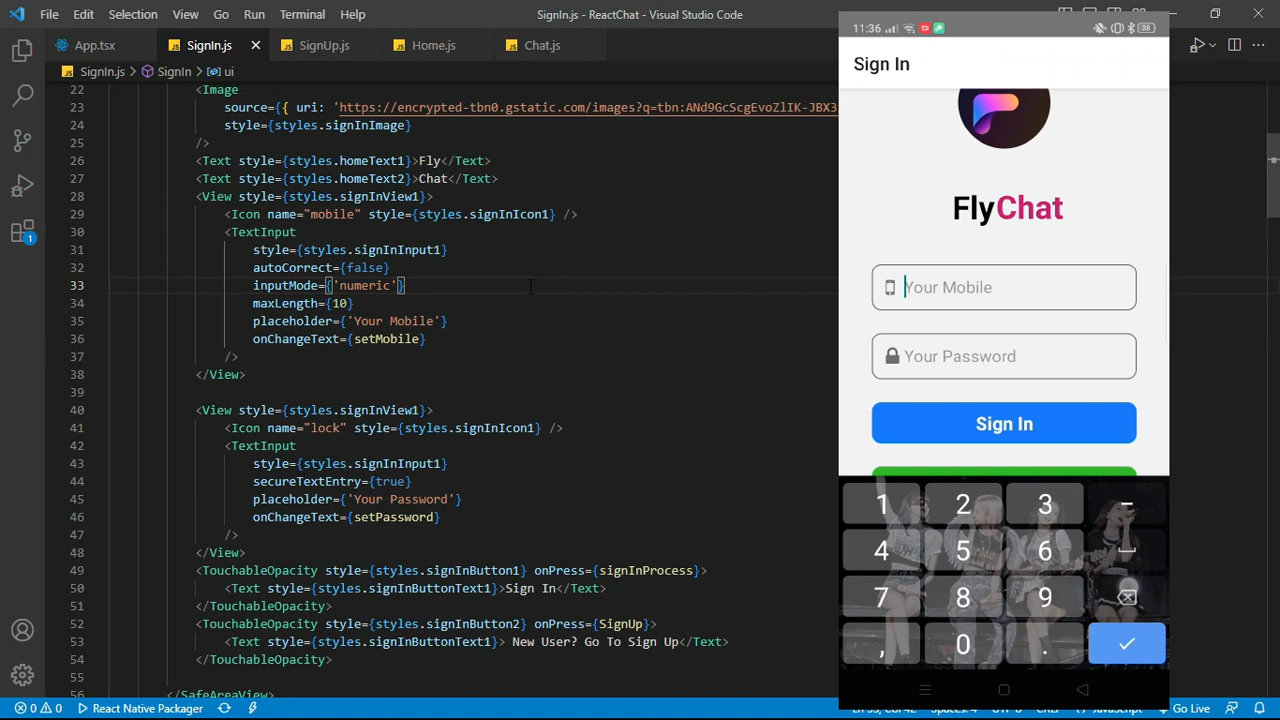 File Edit Selection View Go Run Terminal Help
SignIn.js - ReactChat - Visual Studio Code
App.tsx
SignIn.js
SignUp.js
Home.js
Chat.js
SignIn.js > SignIn > ui
22 <Image
23 source={{ uri: 'https://encrypted-tbn0.gstatic.com/images?q=tbn:ANd9GcScgEvoZlIK-JBX3
24 style={styles.signInImage}
25 />
26 <Text style={styles.homeText1}>Fly</Text>
27 <Text style={styles.homeText2}>Chat</Text>
28 <View style={styles.signInView1}>
29 <Icon name="mobile" style={styles.signInIcon1} />
30 <TextInput
31 style={styles.signInInput1}
32 autoCorrect={false}
33 inputMode={'numeric'}
34 maxLength={10}
35 placeholder={'Your Mobile'}
36 onChangeText={setMobile}
37 />
38 </View>
39
40 <View style={styles.signInView1}>
41 <Icon name="lock" style={styles.signInIcon1} />
42 <TextInput
43 style={styles.signInInput1}
44 secureTextEntry={true}
45 placeholder={'Your Password'}
46 onChangeText={setPassword}
47 />
48 </View>
49 <TouchableOpacity style={styles.signInButton1} onPress={signInProcess}>
50 <Text style={styles.signInButtonText1}>Sign In</Text>
51 </TouchableOpacity>
52 <TouchableOpacity style={styles.signInButton2} onPress={SignUp}>
53 <Text style={styles.signInButtonText1}> New User? Go To Sign Up</Text>
54 </TouchableOpacity>
55
56 </SafeAreaView>
1
0 0 React Native Packager
Go Live
11:36
38
Sign In
FlyChat
Your Mobile
Your Password
Sign In
1 2 3 -
4 5 6
7 8 9
, 0 .